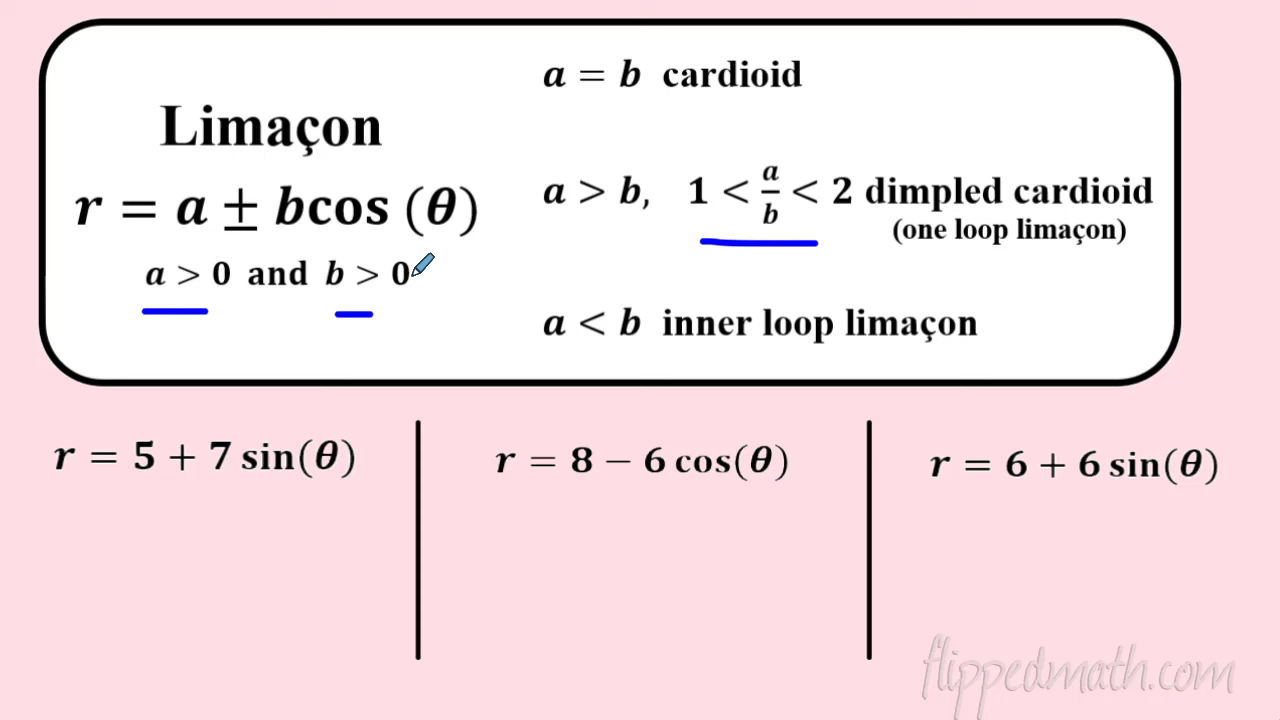 Limaçon
r = a ± bcos (θ)
a > 0 and b > 0
a = b cardioid
a > b, 1 < a/b < 2 dimpled cardioid
(one loop limaçon)
a < b inner loop limaçon
r = 5 + 7 sin(θ)
r = 8 − 6 cos(θ)
r = 6 + 6 sin(θ)
flippedmath.com